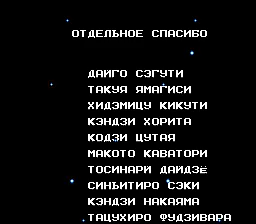 ОТДЕЛЬНОЕ СПАСИБО
ДАИГО СЭГУТИ
ТАКУЯ ЯМАГИСИ
ХИДЭМИЦУ КИКУТИ
КЭНДЗИ ХОРИТА
КОДЗИ ЦУТАЯ
МАКОТО КАВАТОРИ
ТОСИНАРИ ДАИДЗЁ
СИНЬИТИРО СЭКИ
КЭНДЗИ НАКАЯМА
ТАЦУХИРО ФУДЗИВАРА